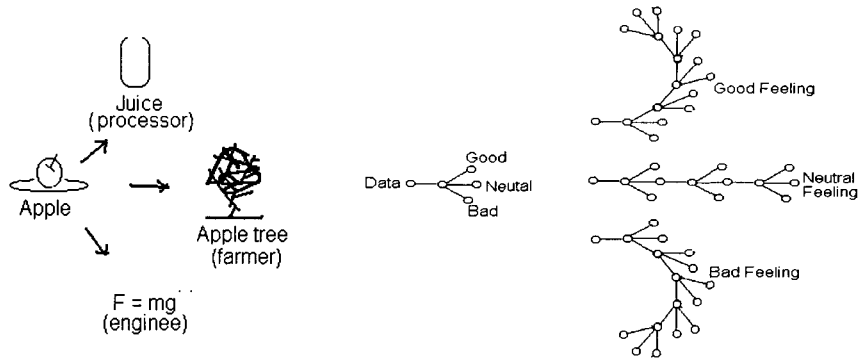 Juice
(processor)
Apple
Apple tree
(farmer)
F = mg
(enginee)
Data
Good
Neutal
Bad
Good Feeling
Neutral
Feeling
Bad Feeling